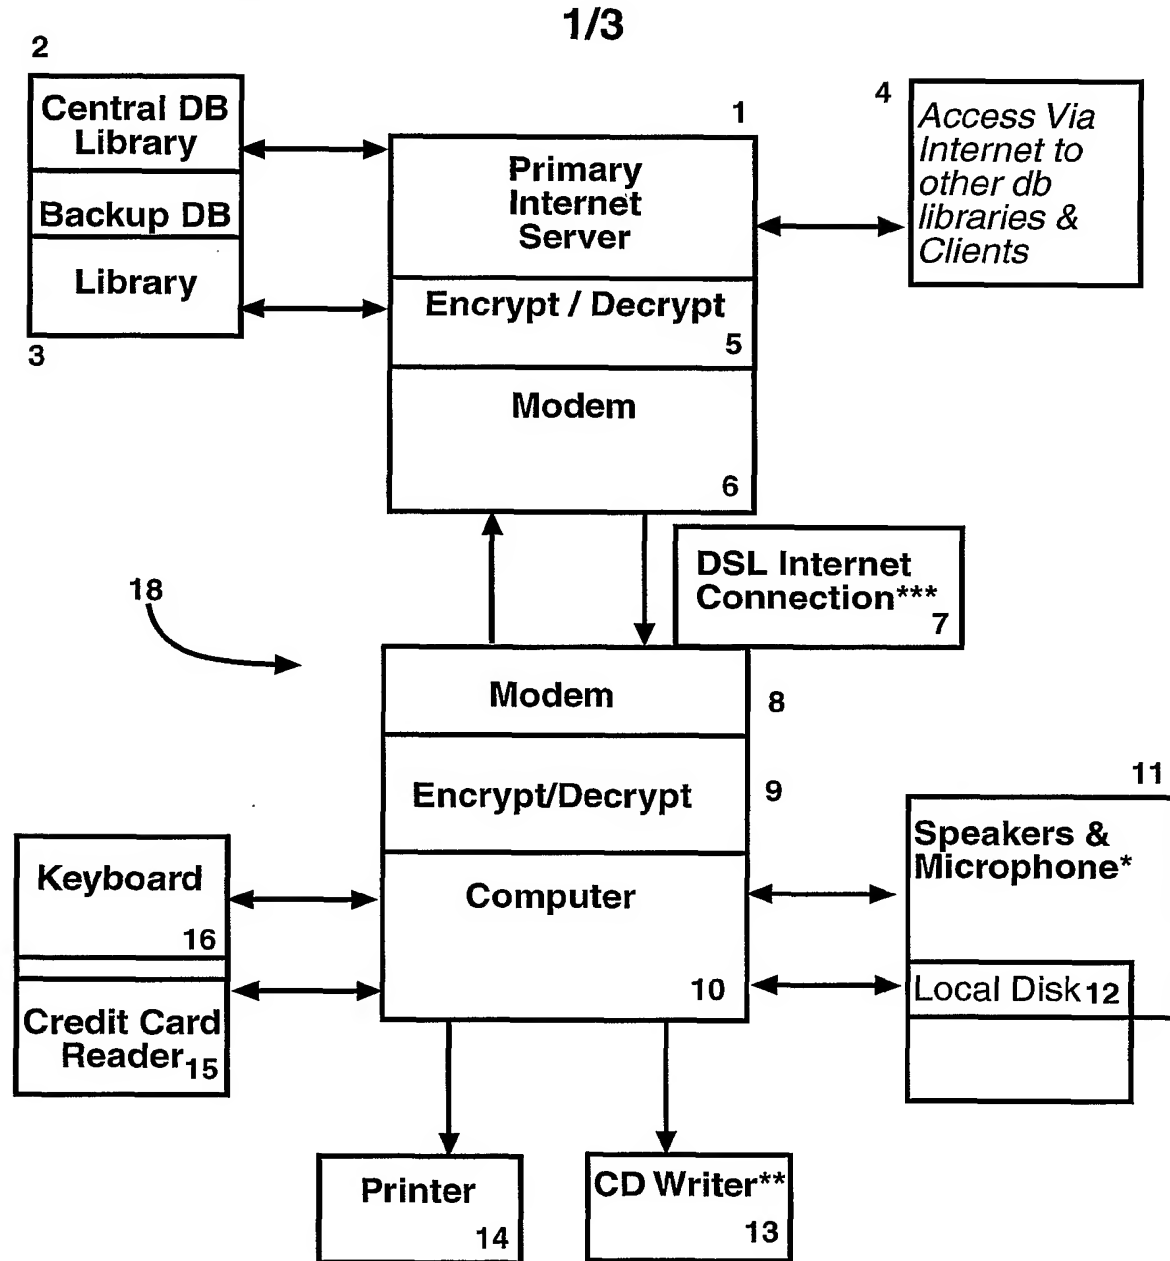 1/3
2
Central DB
Library
Backup DB
Library
3
1
Primary
Internet
Server
Encrypt / Decrypt
5
Modem
6
4
Access Via
Internet to
other db
libraries &
Clients
DSL Internet
Connection***
7
18
Modem
8
Encrypt/Decrypt
9
Computer
10
Keyboard
16
Credit Card
Reader15
11
Speakers &
Microphone*
Local Disk12
Printer
14
CD Writer**
13